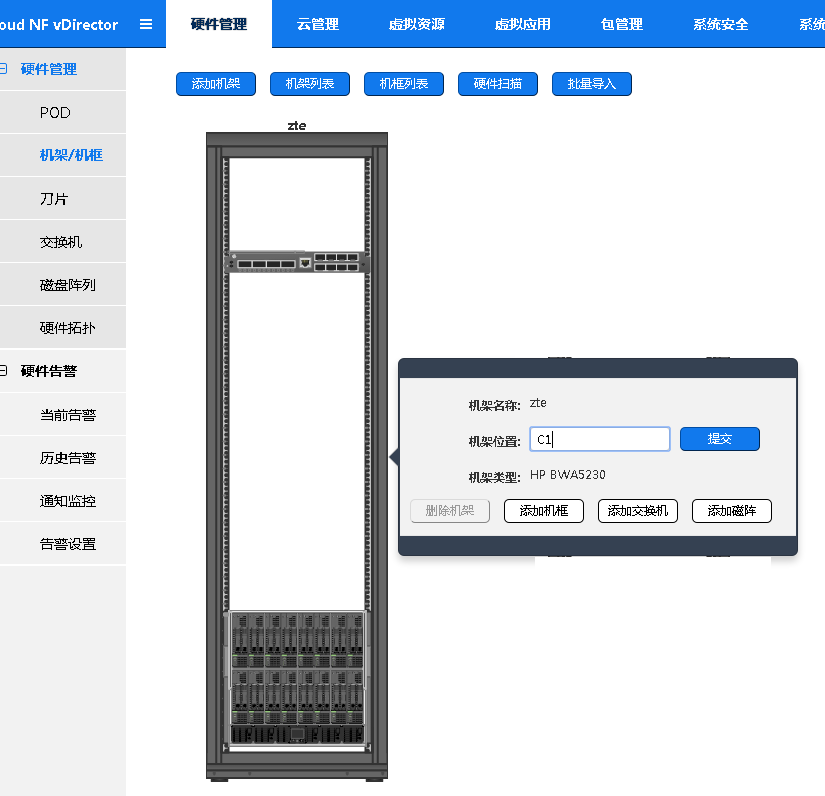 oud NF vDirector 硬件管理 云管理 虚拟资源 虚拟应用 包管理 系统安全 系统
硬件管理
POD
机架/机框
刀片
交换机
磁盘阵列
硬件拓扑
硬件告警
当前告警
历史告警
通知监控
告警设置
添加机架 机架列表 机框列表 硬件扫描 批量导入
zte
机架名称: zte
机架位置: C1 提交
机架类型: HP BWA5230
删除机架 添加机框 添加交换机 添加磁阵